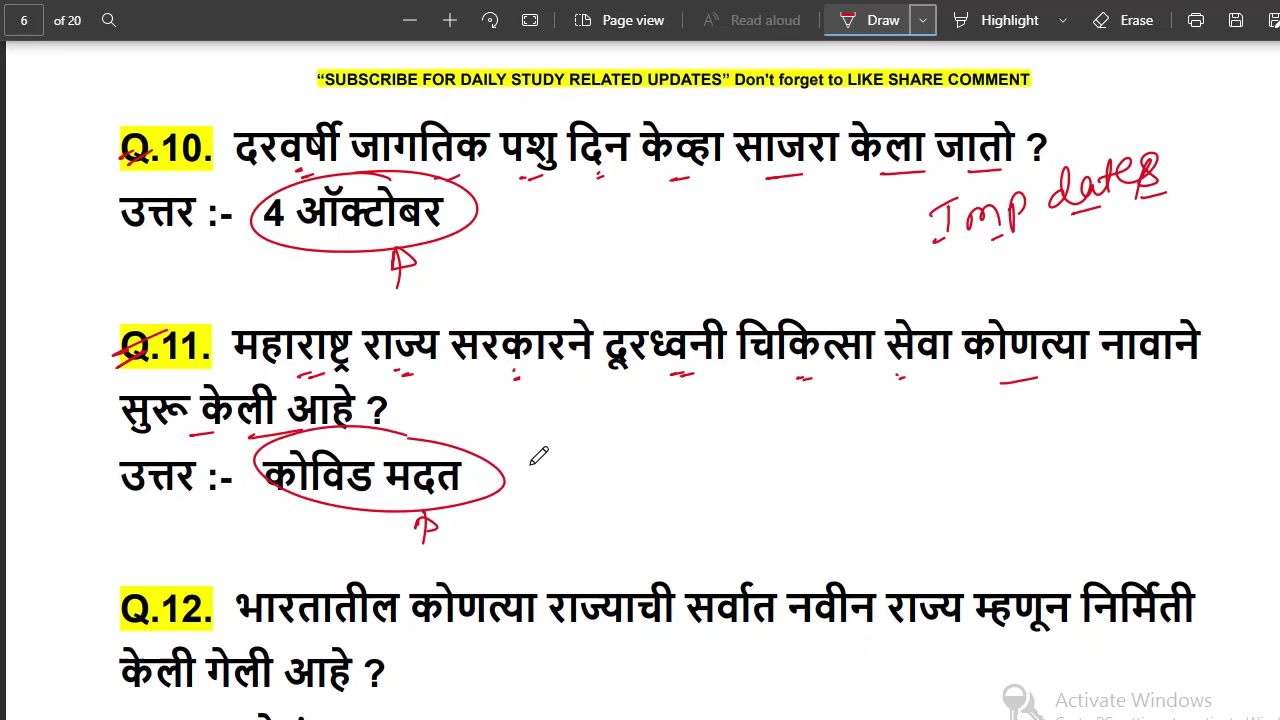 6 of 20 Page view Read aloud Draw Highlight Erase
“SUBSCRIBE FOR DAILY STUDY RELATED UPDATES” Don't forget to LIKE SHARE COMMENT
Q.10. दरवर्षी जागतिक पशु दिन केव्हा साजरा केला जातो ?
उत्तर :- 4 ऑक्टोबर
Imp dates
Q.11. महाराष्ट्र राज्य सरकारने दूरध्वनी चिकित्सा सेवा कोणत्या नावाने
सुरू केली आहे ?
उत्तर :- कोविड मदत
Q.12. भारतातील कोणत्या राज्याची सर्वात नवीन राज्य म्हणून निर्मिती
केली गेली आहे ?
Activate Windows